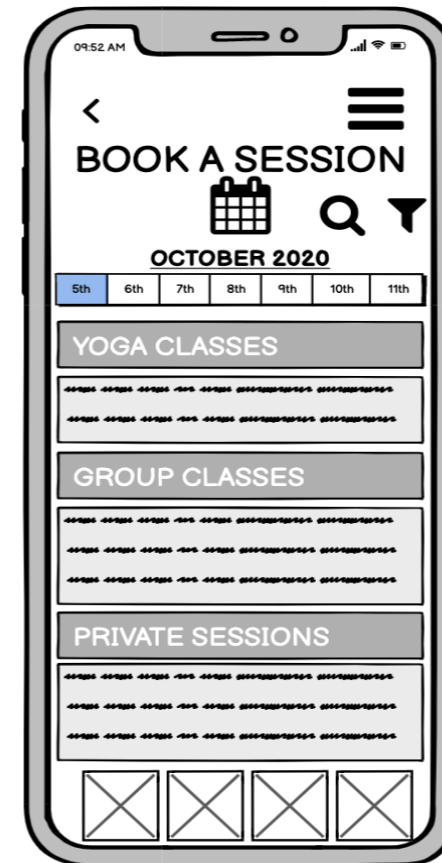 09:52 AM
BOOK A SESSION
OCTOBER 2020
5th 6th 7th 8th 9th 10th 11th
YOGA CLASSES
GROUP CLASSES
PRIVATE SESSIONS